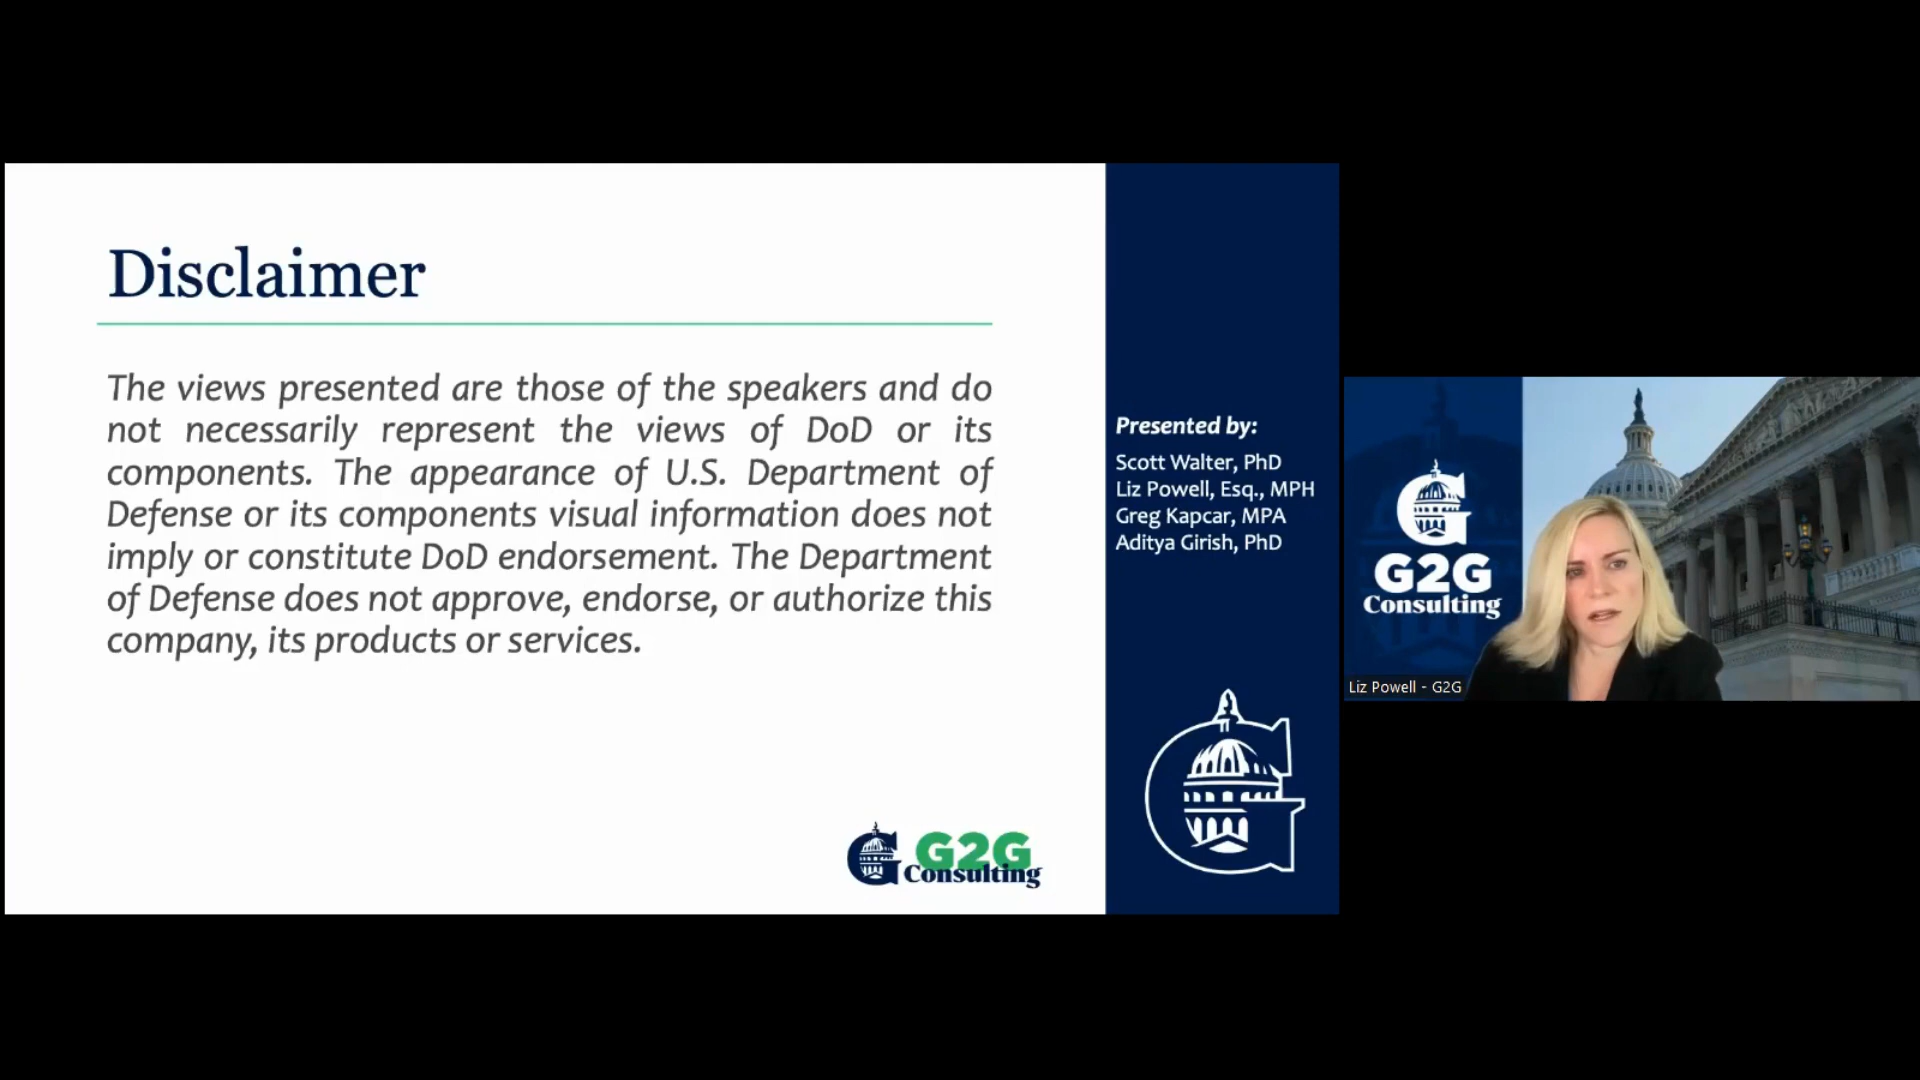 Disclaimer
The views presented are those of the speakers and do
not necessarily represent the views of DoD or its
components. The appearance of U.S. Department of
Defense or its components visual information does not
imply or constitute DoD endorsement. The Department
of Defense does not approve, endorse, or authorize this
company, its products or services.
G2G
Consulting
Presented by:
Scott Walter, PhD
Liz Powell, Esq., MPH
Greg Kapcar, MPA
Aditya Girish, PhD
G2G
Consulting
Liz Powell - G2G